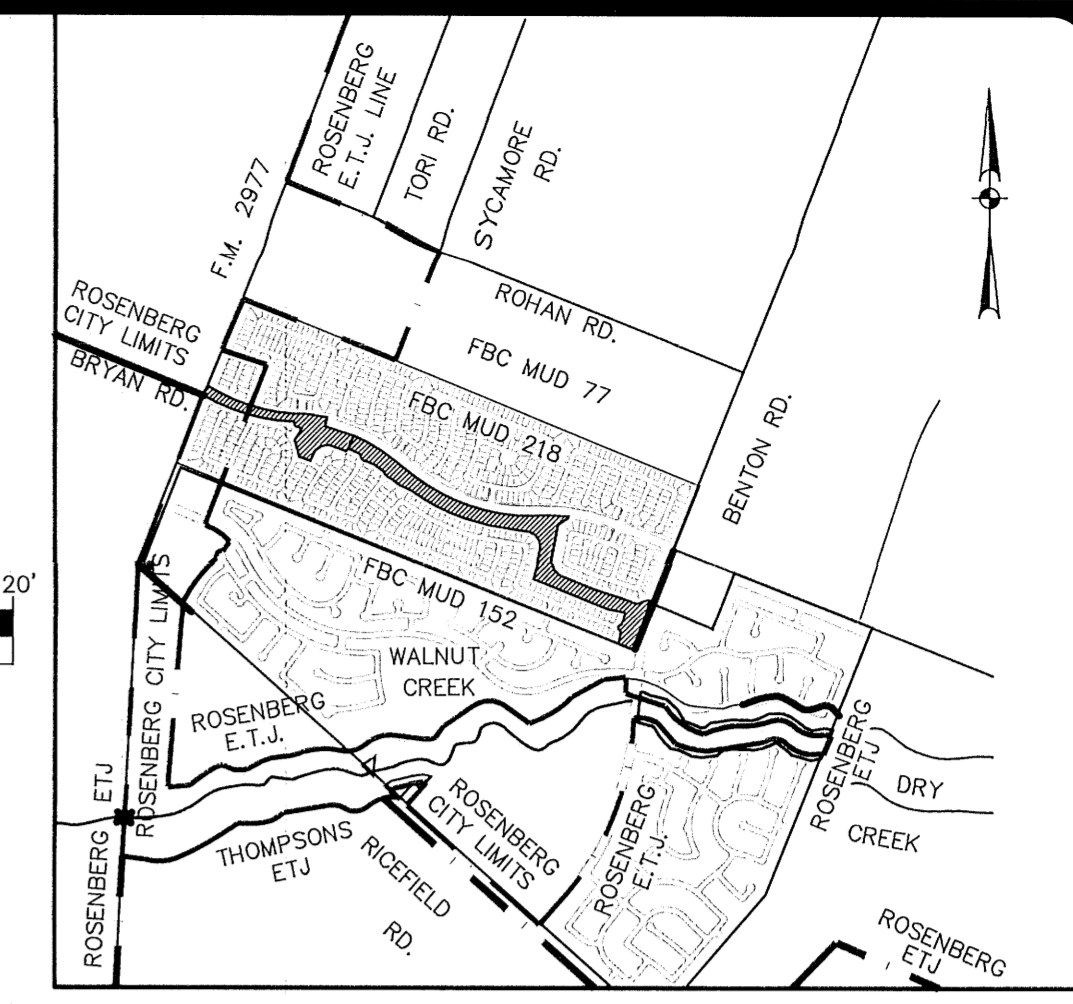 ROSENBERG
E.T.J. LINE
TORI RD.
SYCAMORE
RD.
F.M. 2977
ROSENBERG
CITY LIMITS
BRYAN RD.
ROHAN RD.
FBC MUD 77
FBC MUD 218
BENTON RD.
20'
FBC MUD 152
WALNUT
CREEK
ROSENBERG CITY LIMITS
ROSENBERG
E.T.J.
ROSENBERG ETJ
THOMPSONS
ETJ
RICEFIELD
RD.
ROSENBERG
CITY LIMITS
ROSENBERG
E.T.J.
ROSENBERG
ETJ
DRY
CREEK
ROSENBERG
ETJ